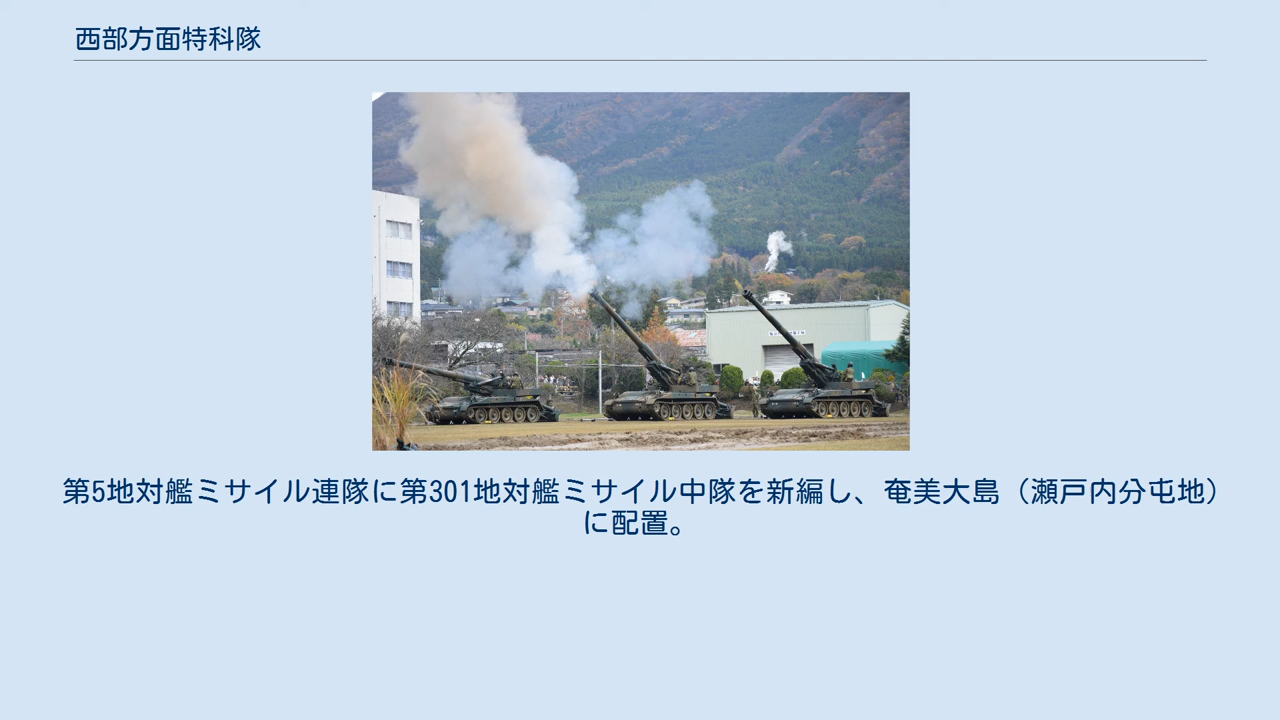 西部方面特科隊
第5地対艦ミサイル連隊に第301地対艦ミサイル中隊を新編し、奄美大島（瀬戸内分屯地）
に配置。